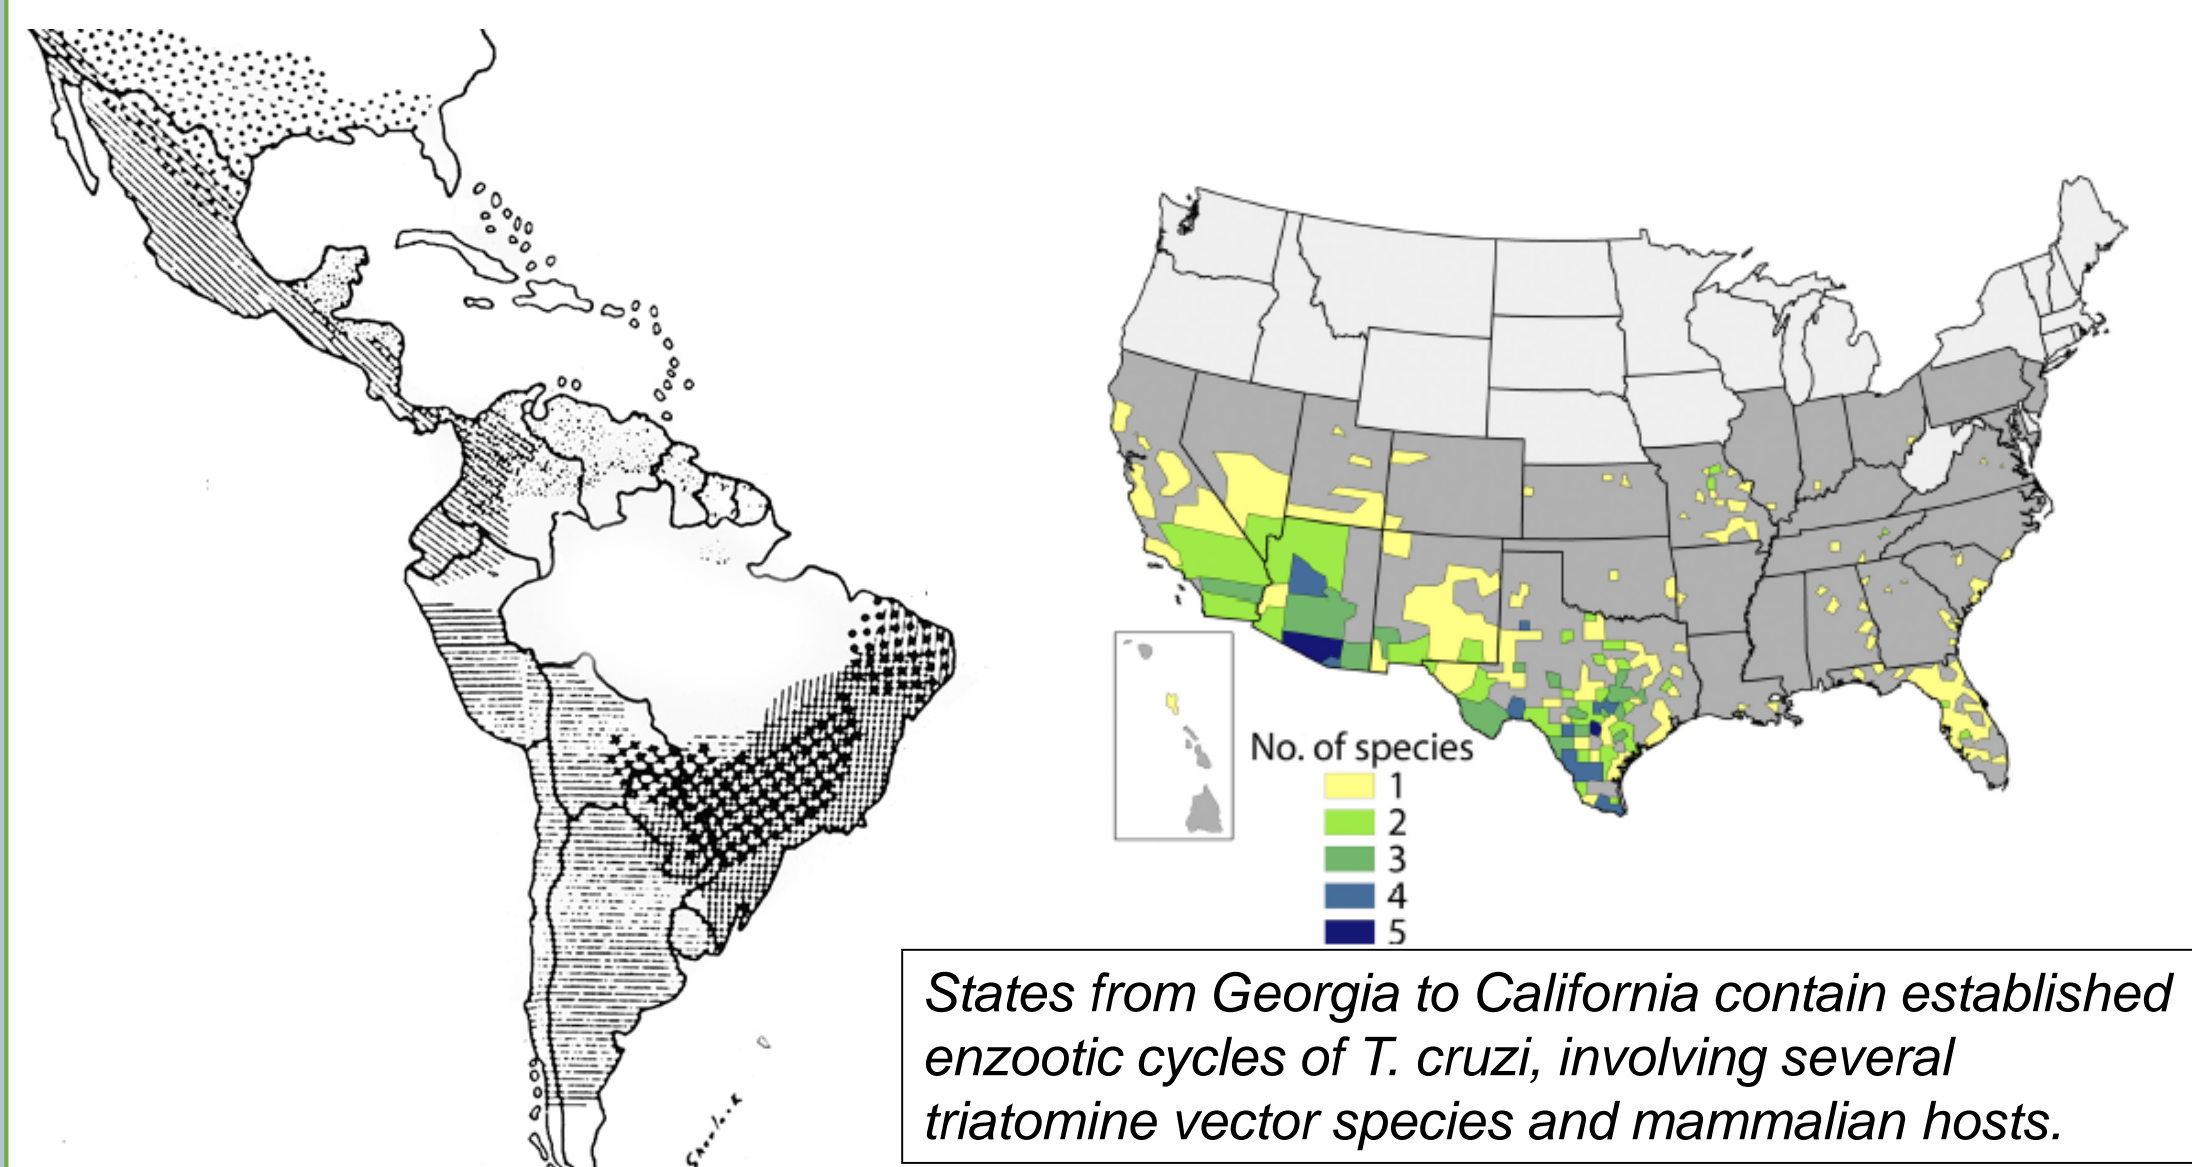 No. of species
1
2
3
4
5
States from Georgia to California contain established
enzootic cycles of T. cruzi, involving several
triatomine vector species and mammalian hosts.